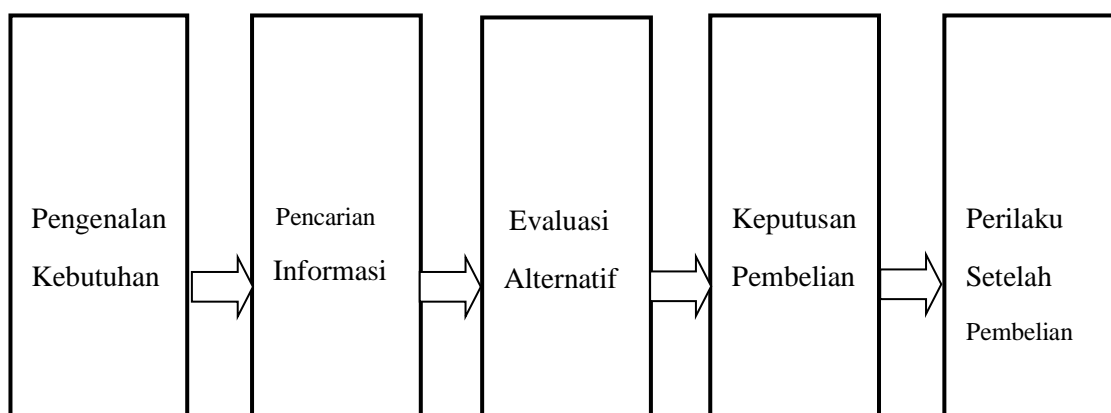 Pengenalan
Kebutuhan
Pencarian
Informasi
Evaluasi
Alternatif
Keputusan
Pembelian
Perilaku
Setelah
Pembelian